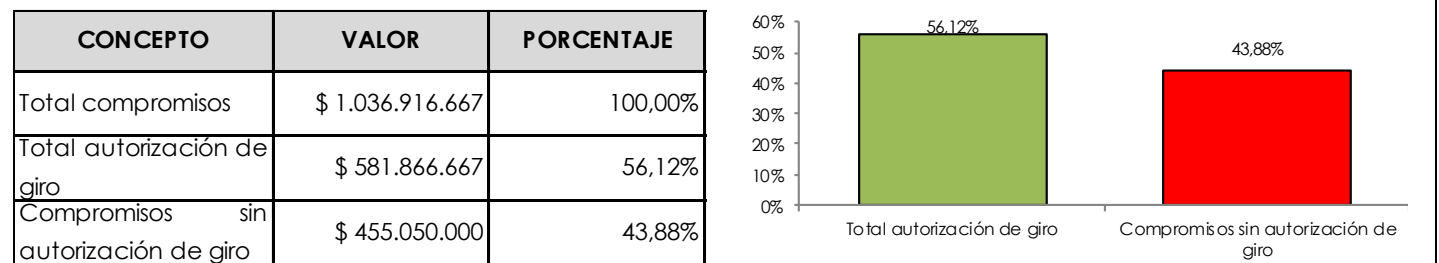 CONCEPTO VALOR PORCENTAJE
Total compromisos $ 1.036.916.667 100,00%
Total autorización de
giro $ 581.866.667 56,12%
Compromisos sin
autorización de giro $ 455.050.000 43,88%
60%
50%
40%
30%
20%
10%
0%
56,12%
43,88%
Total autorización de giro
Compromisos sin autorización de
giro